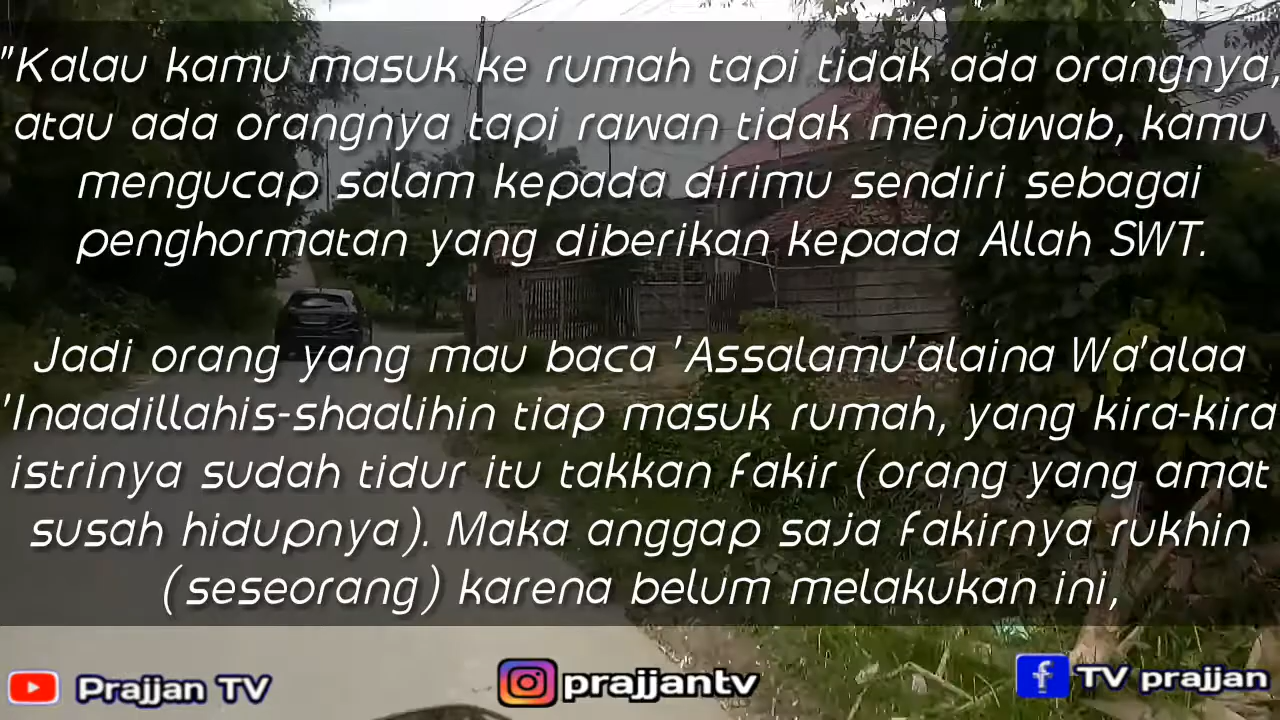 "Kalau kamu masuk ke rumah tapi tidak ada orangnya,
atau ada orangnya tapi rawan tidak menjawab, kamu
mengucap salam kepada dirimu sendiri sebagai
penghormatan yang diberikan kepada Allah SWT.
Jadi orang yang mau baca 'Assalamu'alaina Wa'alaa
'Inaadillahis-shaalihin tiap masuk rumah, yang kira-kira
istrinya sudah tidur itu takkan fakir (orang yang amat
susah hidupnya). Maka anggap saja fakirnya rukhin
(seseorang) karena belum melakukan ini,
Prajjan TV
prajjantv
TV prajjan